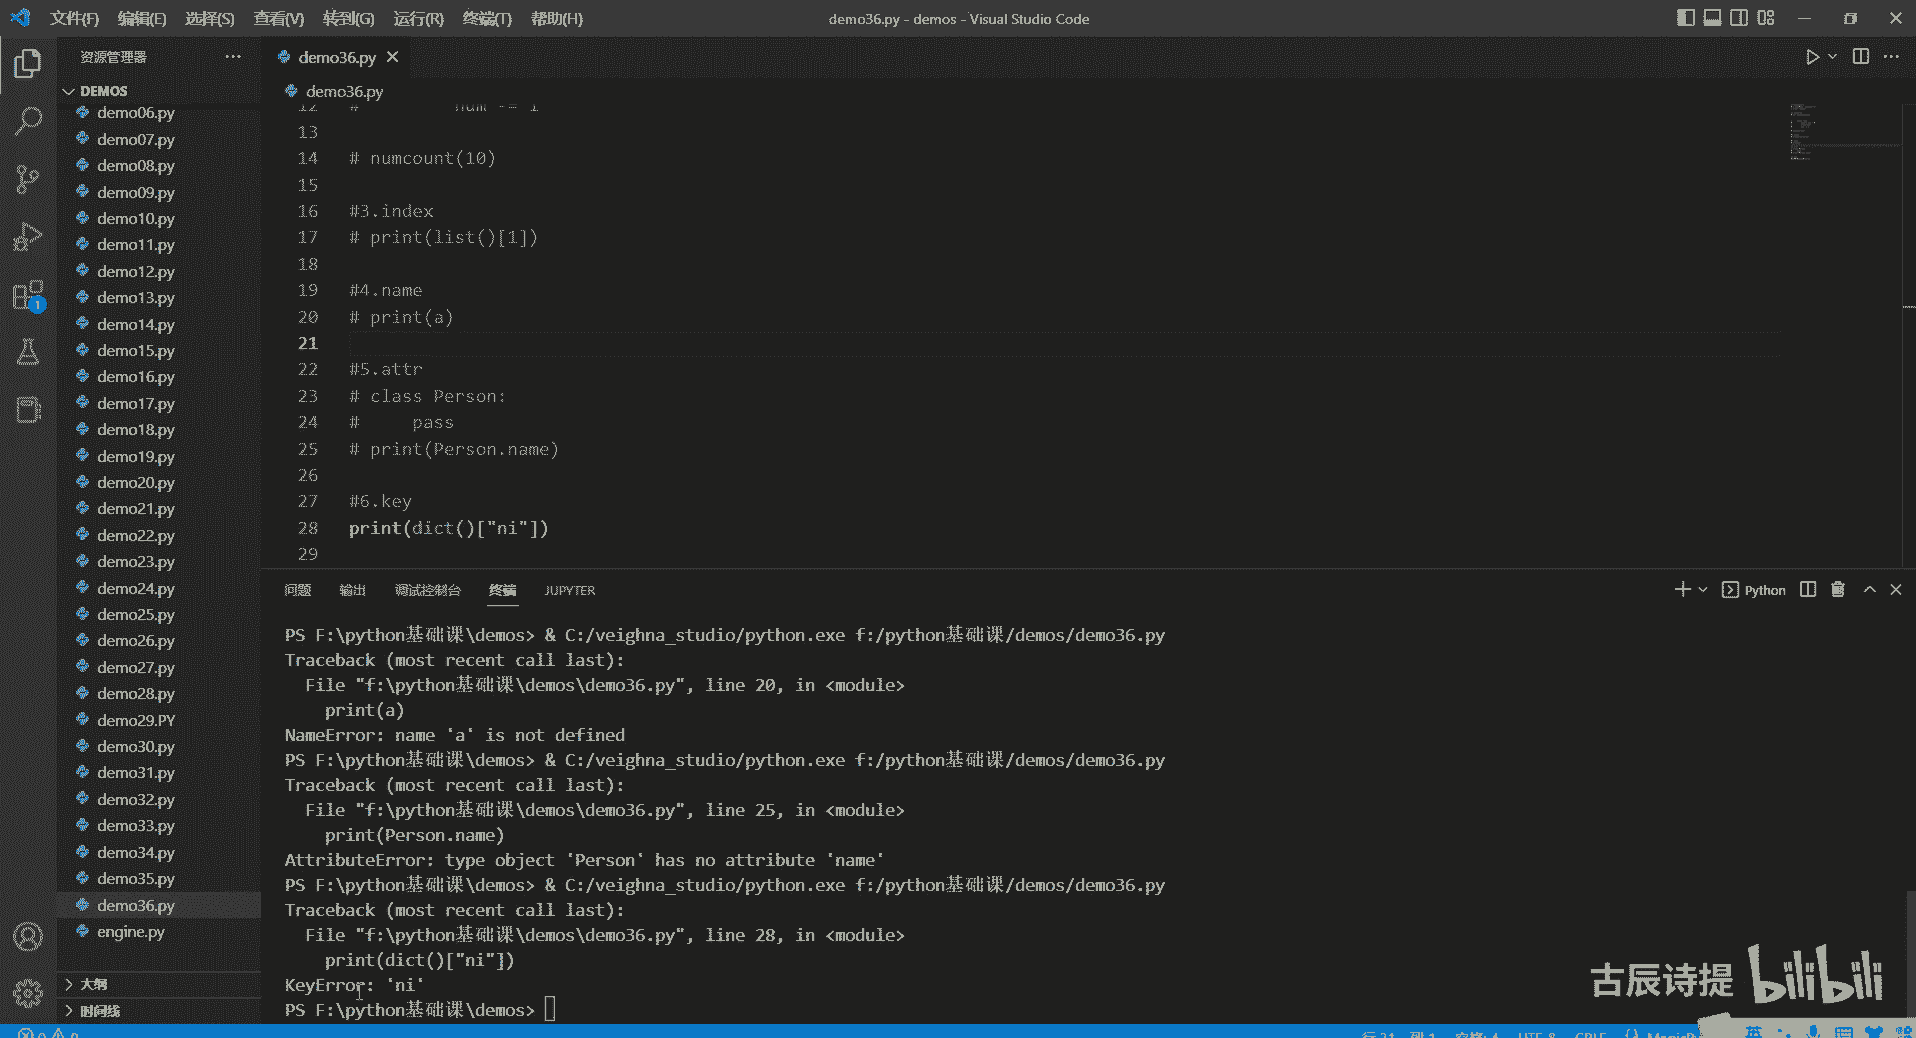 文件(F) 编辑(E) 选择(S) 查看(V) 转到(G) 运行(R) 终端(T) 帮助(H)
demo36.py - demos - Visual Studio Code
资源管理器
demo36.py
DEMOS
demo06.py
demo07.py
demo08.py
demo09.py
demo10.py
demo11.py
demo12.py
demo13.py
demo14.py
demo15.py
demo16.py
demo17.py
demo18.py
demo19.py
demo20.py
demo21.py
demo22.py
demo23.py
demo24.py
demo25.py
demo26.py
demo27.py
demo28.py
demo29.PY
demo30.py
demo31.py
demo32.py
demo33.py
demo34.py
demo35.py
demo36.py
engine.py
大纲
时间线
1
demo36.py
13
14 # numcount(10)
15
16 #3.index
17 # print(list()[1])
18
19 #4.name
20 # print(a)
21
22 #5.attr
23 # class Person:
24 #     pass
25 # print(Person.name)
26
27 #6.key
28 print(dict()["ni"])
29
问题 输出 调试控制台 终端 JUPYTER
Python
PS F:\python基础课\demos> & C:/veighna_studio/python.exe f:/python基础课/demos/demo36.py
Traceback (most recent call last):
File "f:\python基础课\demos\demo36.py", line 20, in <module>
print(a)
NameError: name 'a' is not defined
PS F:\python基础课\demos> & C:/veighna_studio/python.exe f:/python基础课/demos/demo36.py
Traceback (most recent call last):
File "f:\python基础课\demos\demo36.py", line 25, in <module>
print(Person.name)
AttributeError: type object 'Person' has no attribute 'name'
PS F:\python基础课\demos> & C:/veighna_studio/python.exe f:/python基础课/demos/demo36.py
Traceback (most recent call last):
File "f:\python基础课\demos\demo36.py", line 28, in <module>
print(dict()["ni"])
KeyError: 'ni'
PS F:\python基础课\demos>
古辰诗提 bilibili
英